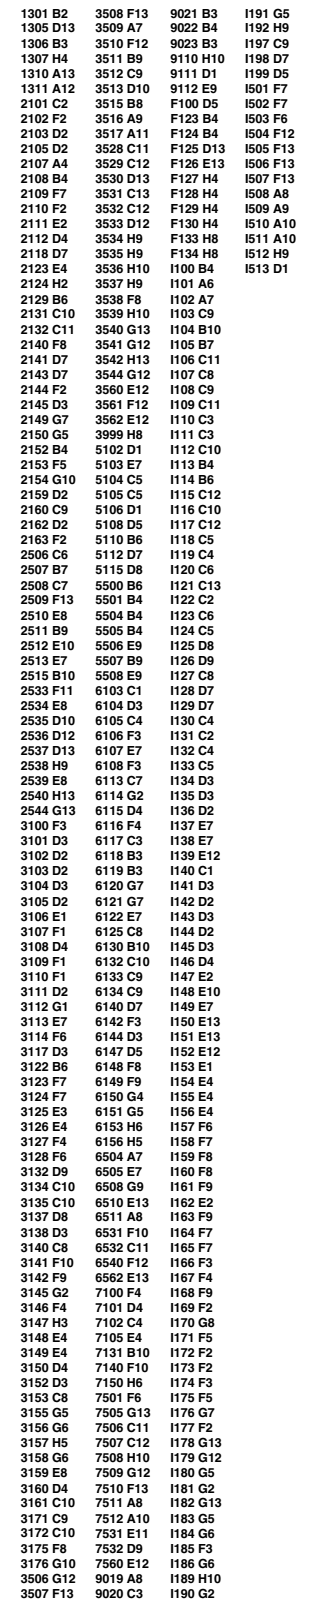 1301 B2
1305 D13
1306 B3
1307 H4
1310 A13
1311 A12
2101 C2
2102 F2
2103 D2
2105 D2
2107 A4
2108 B4
2109 F7
2110 F2
2111 E2
2112 D4
2118 D7
2123 E4
2124 H2
2129 B6
2131 C10
2132 C11
2140 F8
2141 D7
2143 D7
2144 F2
2145 D3
2149 G7
2150 G5
2152 B4
2153 F5
2154 G10
2159 D2
2160 C9
2162 D2
2163 F2
2506 C6
2507 B7
2508 C7
2509 F13
2510 E8
2511 B9
2512 E10
2513 E7
2515 B10
2533 F11
2534 E8
2535 D10
2536 D12
2537 D13
2538 H9
2539 E8
2540 H13
2544 G13
3100 F3
3101 D3
3102 D2
3103 D2
3104 D3
3105 D2
3106 E1
3107 F1
3108 D4
3109 F1
3110 F1
3111 D2
3112 G1
3113 E7
3114 F6
3117 D3
3122 B6
3123 F7
3124 F7
3125 E3
3126 E4
3127 F4
3128 F6
3132 D9
3134 C10
3135 C10
3137 D8
3138 D3
3140 C8
3141 F10
3142 F9
3145 G2
3146 F4
3147 H3
3148 E4
3149 E4
3150 D4
3152 D3
3153 C8
3155 G5
3156 G6
3157 H5
3158 G6
3159 E8
3160 D4
3161 C10
3171 C9
3172 C10
3175 F8
3176 G10
3506 G12
3507 F13
3508 F13
3509 A7
3510 F12
3511 B9
3512 C9
3513 D10
3515 B8
3516 A9
3517 A11
3528 C11
3529 C12
3530 D13
3531 C13
3532 C12
3533 D12
3534 H9
3535 H9
3536 H10
3537 H9
3538 F8
3539 H10
3540 G13
3541 G12
3542 H13
3544 G12
3560 E12
3561 F12
3562 E12
3999 H8
5102 D1
5103 E7
5104 C5
5105 C5
5106 D1
5108 D5
5110 B6
5112 D7
5115 D8
5500 B6
5501 B4
5504 B4
5505 B4
5506 E9
5507 B9
5508 E9
6103 C1
6104 D3
6105 C4
6106 F3
6107 E7
6108 F3
6113 C7
6114 G2
6115 D4
6116 F4
6117 C3
6118 B3
6119 B3
6120 G7
6121 G7
6122 E7
6125 C8
6130 B10
6132 C10
6133 C9
6134 C9
6140 D7
6142 F3
6144 D3
6147 D5
6148 F8
6149 F9
6150 G4
6151 G5
6153 H6
6156 H5
6504 A7
6505 E7
6508 G9
6510 E13
6511 A8
6531 F10
6532 C11
6540 F12
6562 E13
7100 F4
7101 D4
7102 C4
7105 E4
7131 B10
7140 F10
7150 H6
7501 F6
7505 G13
7506 C11
7507 C12
7508 H10
7509 G12
7510 F13
7511 A8
7512 A10
7531 E11
7532 D9
7560 E12
9019 A8
9020 C3
9021 B3
9022 B4
9023 B3
9110 H10
9111 D1
9112 E9
F100 D5
F123 B4
F124 B4
F125 D13
F126 E13
F127 H4
F128 H4
F129 H4
F130 H4
F133 H8
F134 H8
I100 B4
I101 A6
I102 A7
I103 C9
I104 B10
I105 B7
I106 C11
I107 C8
I108 C9
I109 C11
I110 C3
I111 C3
I112 C10
I113 B4
I114 B6
I115 C12
I116 C10
I117 C12
I118 C5
I119 C4
I120 C6
I121 C13
I122 C2
I123 C6
I124 C5
I125 D8
I126 D9
I127 C8
I128 D7
I129 D7
I130 C4
I131 C2
I132 C4
I133 C5
I134 D3
I135 D3
I136 D2
I137 E7
I138 E7
I139 E12
I140 C1
I141 D3
I142 D2
I143 D3
I144 D2
I145 D3
I146 D4
I147 E2
I148 E10
I149 E7
I150 E13
I151 E13
I152 E12
I153 E1
I154 E4
I155 E4
I156 E4
I157 F6
I158 F7
I159 F8
I160 F8
I161 F9
I162 E2
I163 F9
I164 F7
I165 F7
I166 F3
I167 F4
I168 F9
I169 F2
I170 G8
I171 F5
I172 F2
I173 F2
I174 F3
I175 F5
I176 G7
I177 F2
I178 G13
I179 G12
I180 G5
I181 G2
I182 G13
I183 G5
I184 G6
I185 F3
I186 G6
I189 H10
I190 G2
I191 G5
I192 H9
I197 C9
I198 D7
I199 D5
I501 F7
I502 F7
I503 F6
I504 F12
I505 F13
I506 F13
I507 F13
I508 A8
I509 A9
I510 A10
I511 A10
I512 H9
I513 D1